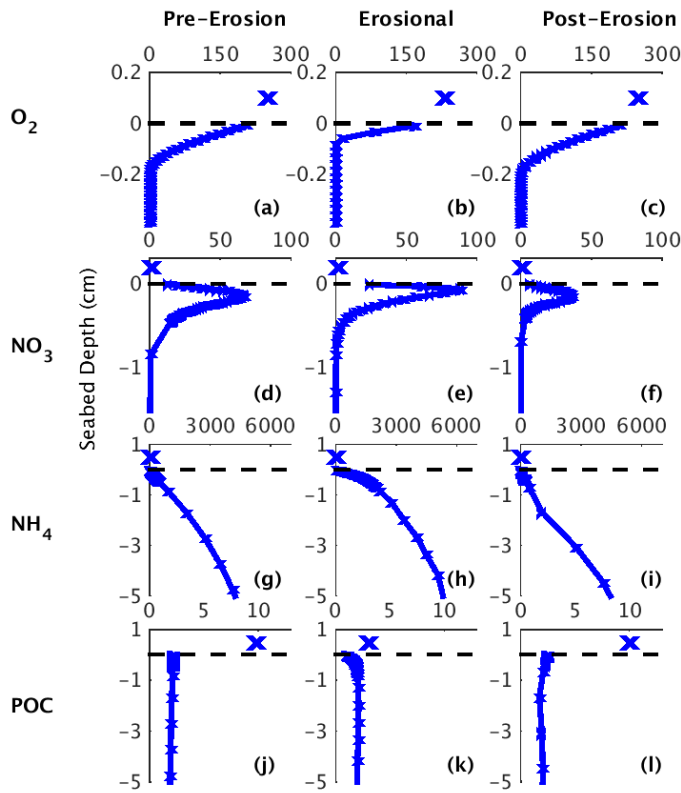 Pre-Erosion Erosional Post-Erosion
0 150 300 0 150 300 0 150 300
0.2 0.2 0.2
O2
0 0 0
−0.2 −0.2 −0.2
(a) (b) (c)
0 50 100 0 50 100 0 50 100
0 0 0
NO3
−1 −1 −1
(d) (e) (f)
Seabed Depth (cm)
0 3000 6000 0 3000 6000 0 3000 6000
1 1 1
−1 −1 −1
NH4
−3 −3 −3
(g) (h) (i)
−5 −5 −5
0 5 10 0 5 10 0 5 10
1 1 1
−1 −1 −1
POC
−3 −3 −3
(j) (k) (l)
−5 −5 −5